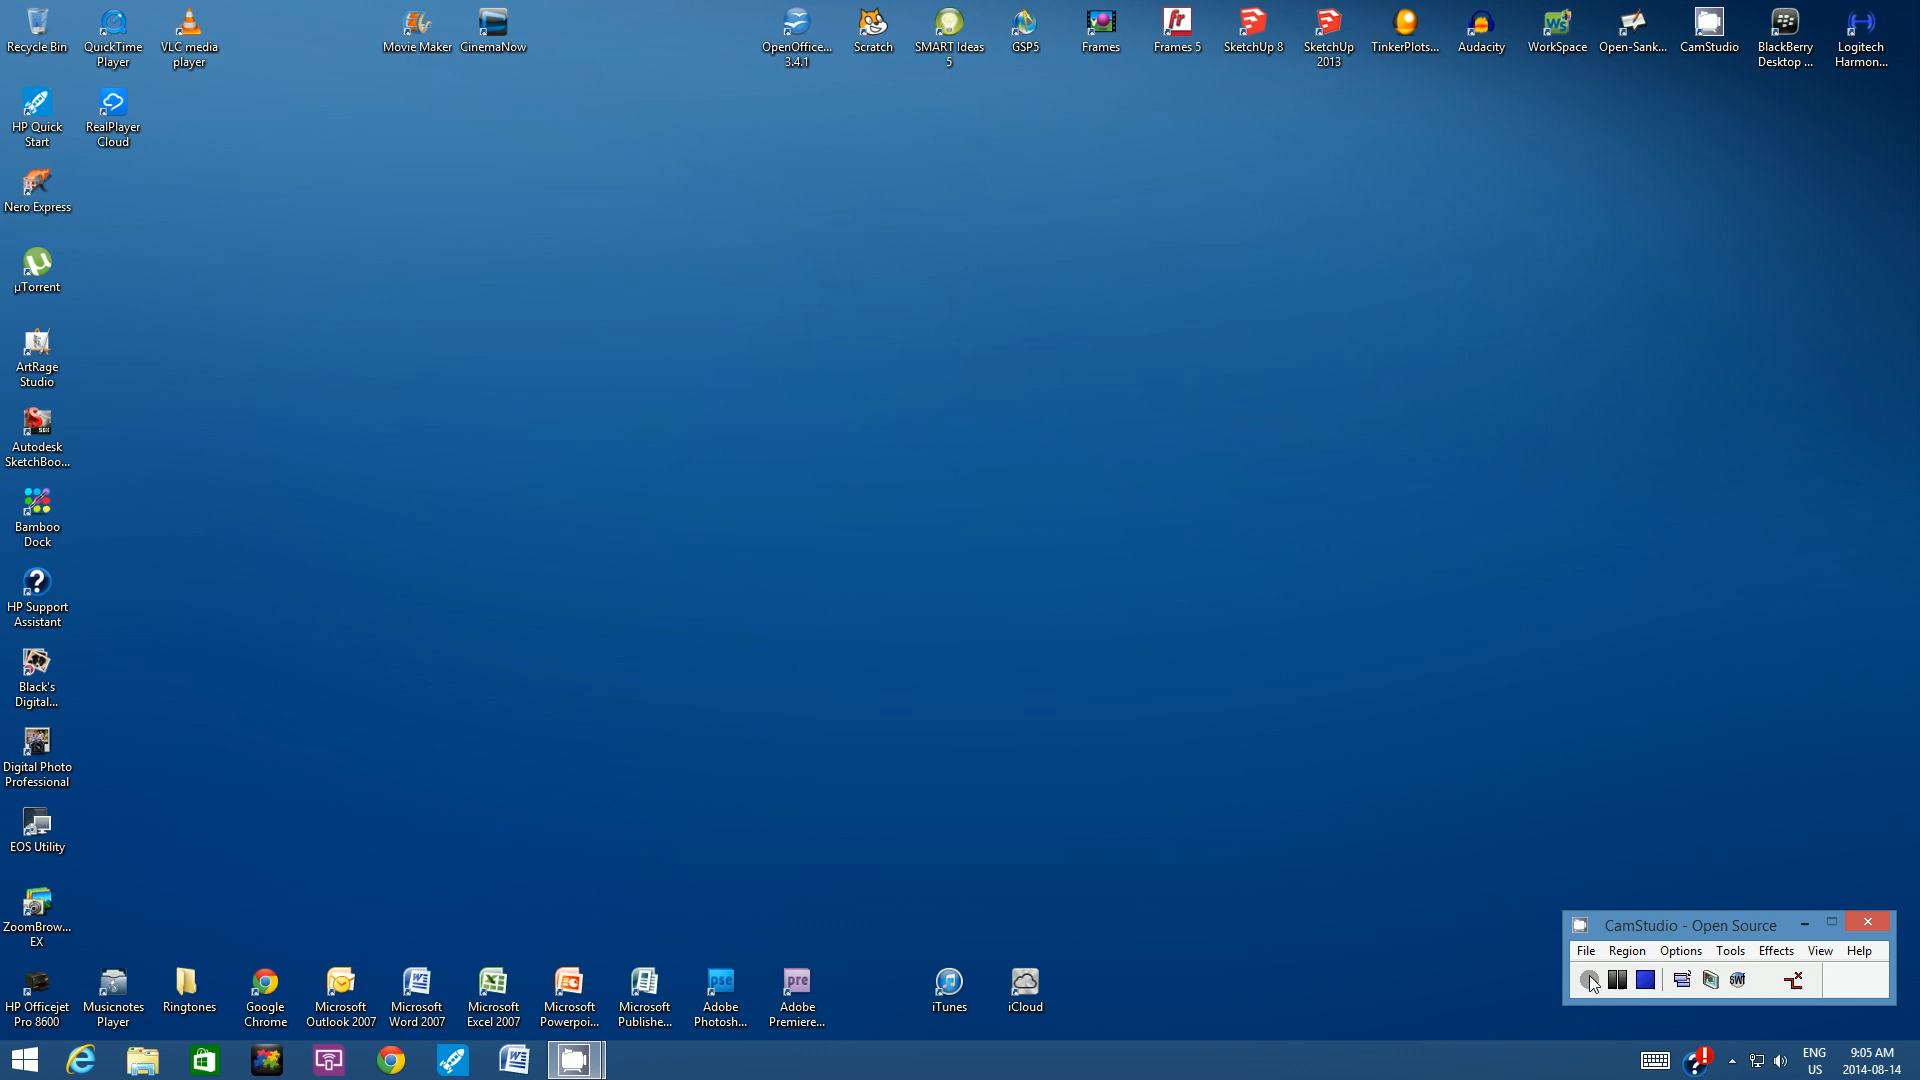 Recycle Bin
QuickTime
Player
VLC media
player
Movie Maker
CinemaNow
OpenOffice...
3.4.1
Scratch
SMART Ideas
5
GSP5
Frames
Frames 5
SketchUp 8
SketchUp
2013
TinkerPlots...
Audacity
WorkSpace
Open-Sank...
CamStudio
BlackBerry
Desktop ...
Logitech
Harmon...
HP Quick
Start
RealPlayer
Cloud
Nero Express
µTorrent
ArtRage
Studio
Autodesk
SketchBoo...
Bamboo
Dock
HP Support
Assistant
Black's
Digital...
Digital Photo
Professional
EOS Utility
ZoomBrow...
EX
HP Officejet
Pro 8600
Musicnotes
Player
Ringtones
Google
Chrome
Microsoft
Outlook 2007
Microsoft
Word 2007
Microsoft
Excel 2007
Microsoft
Powerpoi...
Microsoft
Publishe...
pse
Adobe
Photosh...
pre
Adobe
Premiere...
iTunes
iCloud
CamStudio - Open Source
File Region Options Tools Effects View Help
ENG
US
9:05 AM
2014-08-14